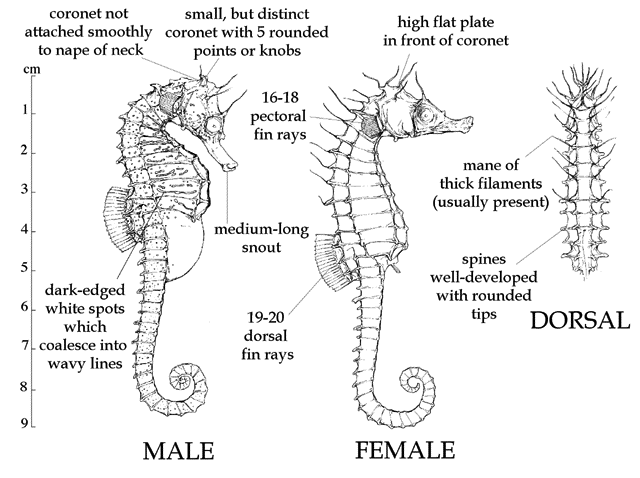 coronet not
attached smoothly
to nape of neck
small, but distinct
coronet with 5 rounded
points or knobs
high flat plate
in front of coronet
cm
1
2
3
4
5
6
7
8
9
16-18
pectoral
fin rays
mane of
thick filaments
(usually present)
medium-long
snout
spines
well-developed
with rounded
tips
dark-edged
white spots
which
coalesce into
wavy lines
19-20
dorsal
fin rays
DORSAL
MALE
FEMALE